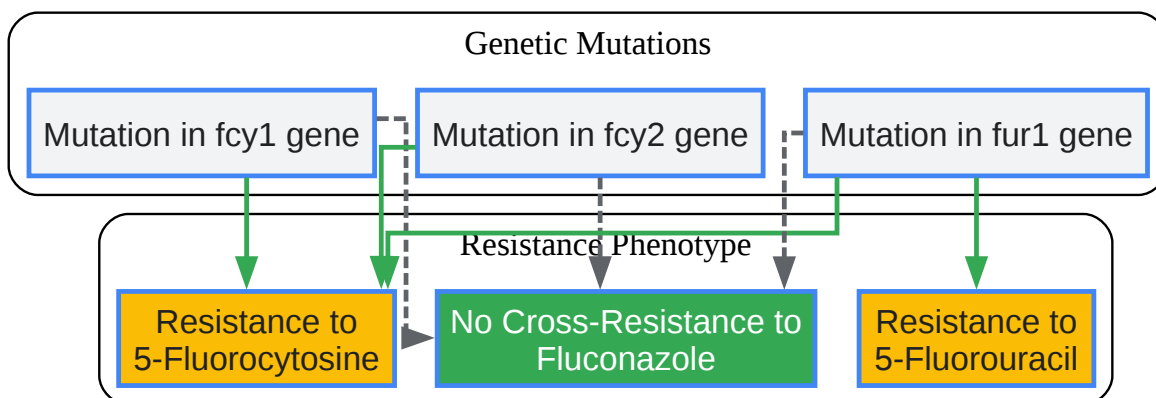 Genetic Mutations
Mutation in fcy1 gene
Mutation in fcy2 gene
Mutation in fur1 gene
Resistance Phenotype
Resistance to
5-Fluorocytosine
No Cross-Resistance to
Fluconazole
Resistance to
5-Fluorouracil